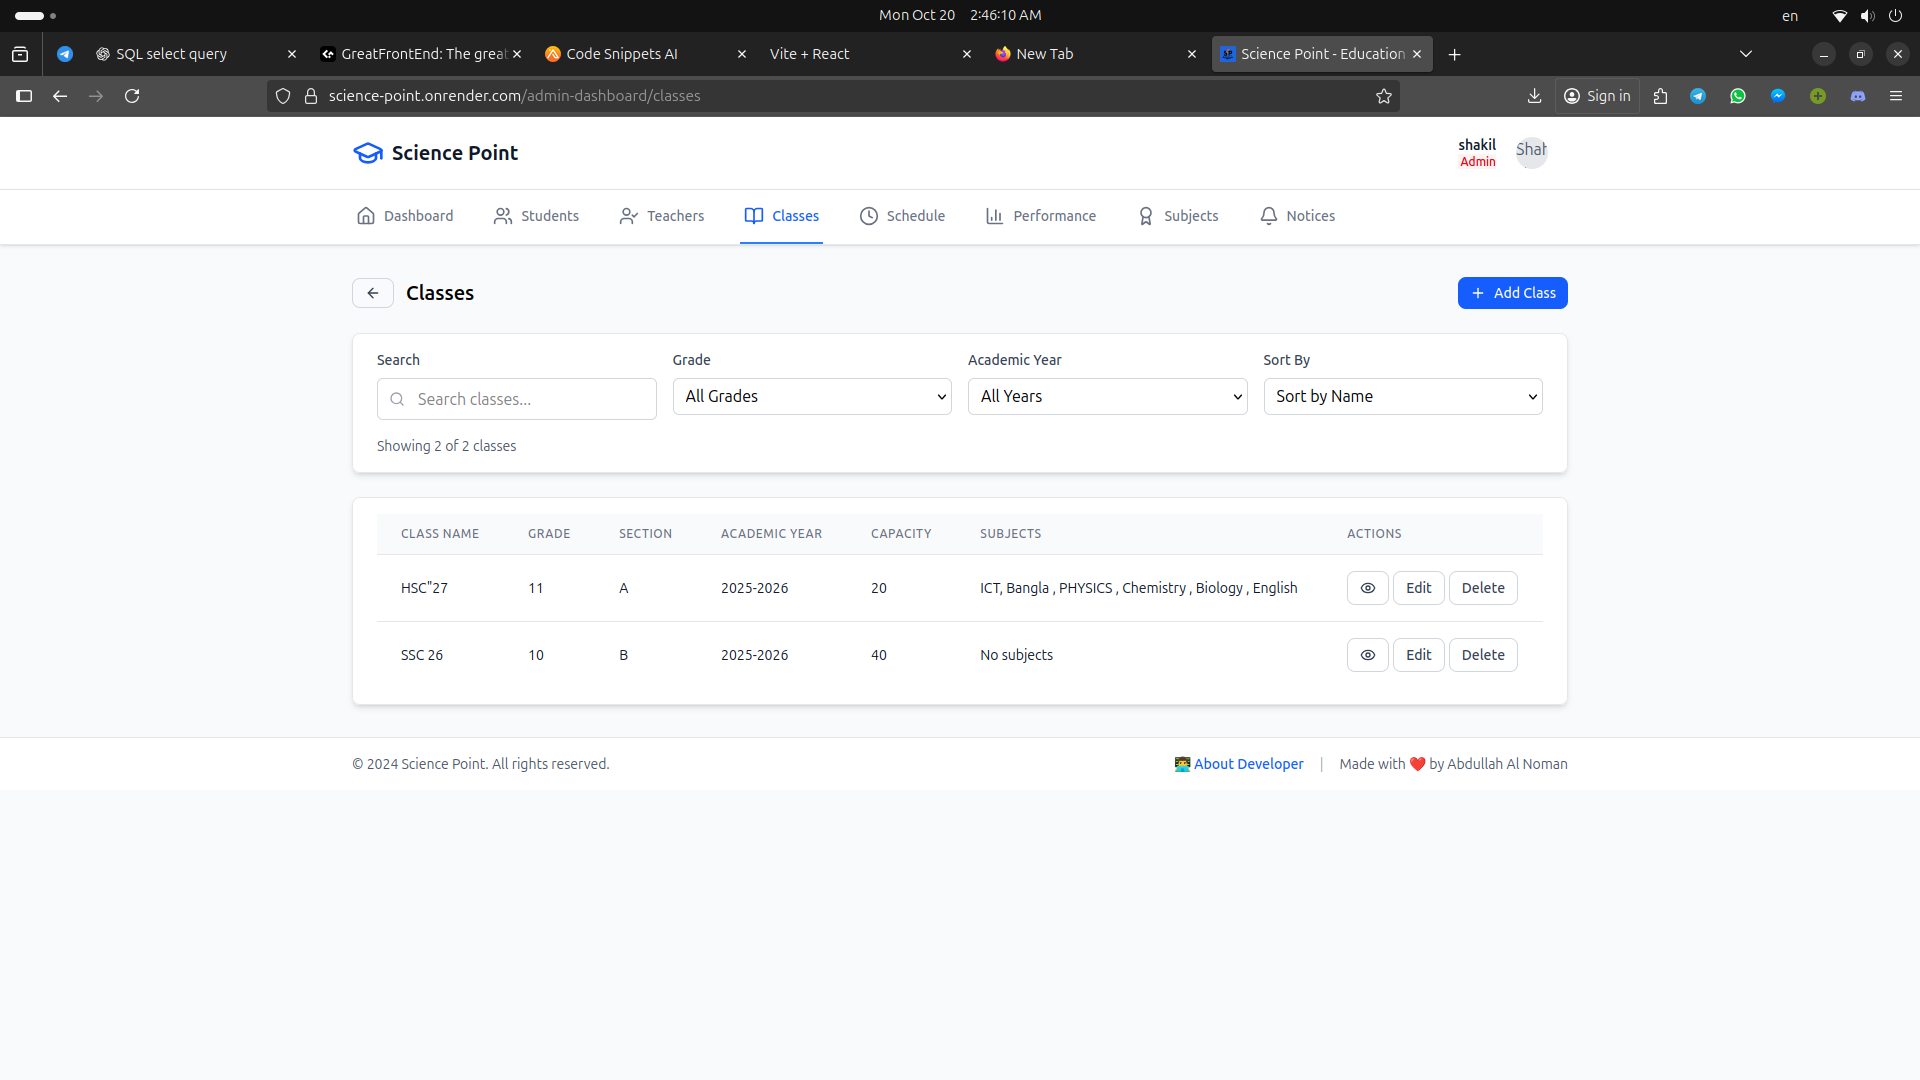 Mon Oct 20 2:46:10 AM
en
SQL select query
GreatFrontEnd: The great
Code Snippets AI
Vite + React
New Tab
Science Point - Education
science-point.onrender.com/admin-dashboard/classes
Sign in
Science Point
shakil
Admin
Shah
Dashboard
Students
Teachers
Classes
Schedule
Performance
Subjects
Notices
Classes
+ Add Class
Search
Grade
Academic Year
Sort By
Search classes...
All Grades
All Years
Sort by Name
Showing 2 of 2 classes
CLASS NAME GRADE SECTION ACADEMIC YEAR CAPACITY SUBJECTS ACTIONS
HSC"27 11 A 2025-2026 20 ICT, Bangla , PHYSICS , Chemistry , Biology , English Edit Delete
SSC 26 10 B 2025-2026 40 No subjects Edit Delete
© 2024 Science Point. All rights reserved.
👨‍💻 About Developer | Made with ❤️ by Abdullah Al Noman